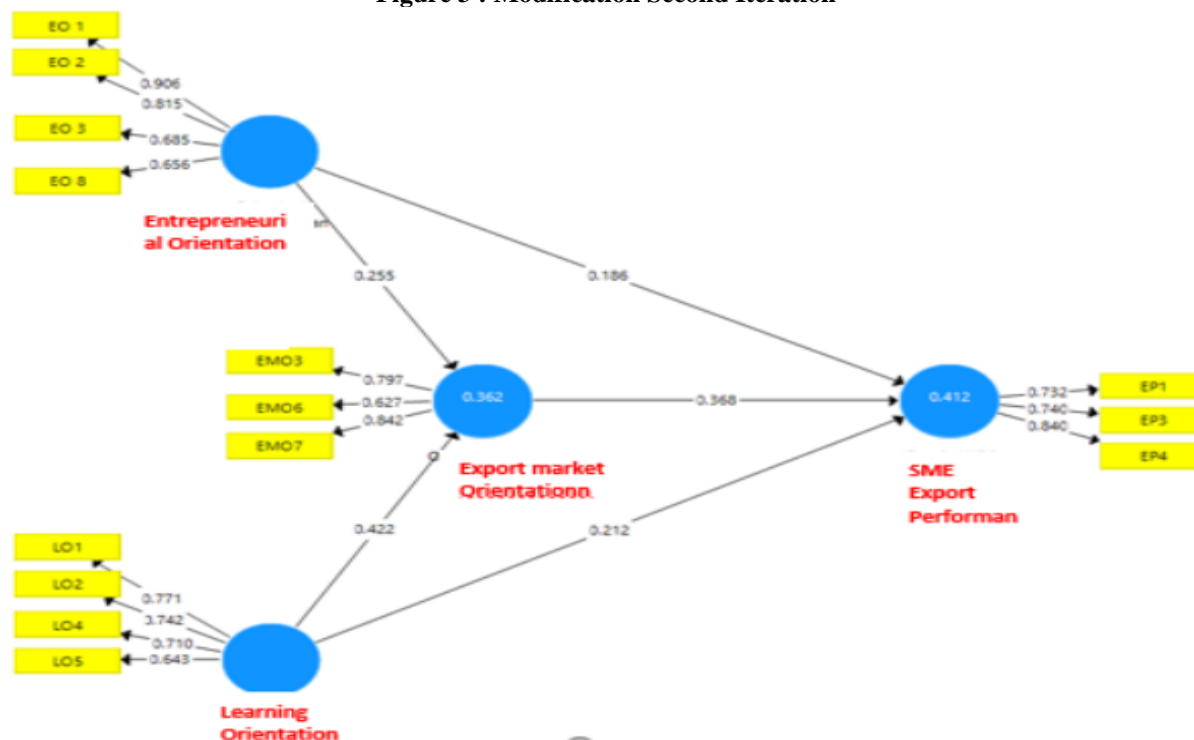 Figure 3 : Modification Second Iteration
EO 1
EO 2
EO 3
EO 8
0.906
0.815
0.685
0.656
Entrepreneuri
al Orientation
0.255
0.186
EMO3
EMO6
EMO7
0.797
0.627
0.842
0.362
0.368
0.412
0.732
0.740
0.840
EP1
EP3
EP4
Export market
Orientationn
SME
Export
Performan
0.422
0.212
LO1
LO2
LO4
LO5
0.771
0.742
0.710
0.643
Learning
Orientation